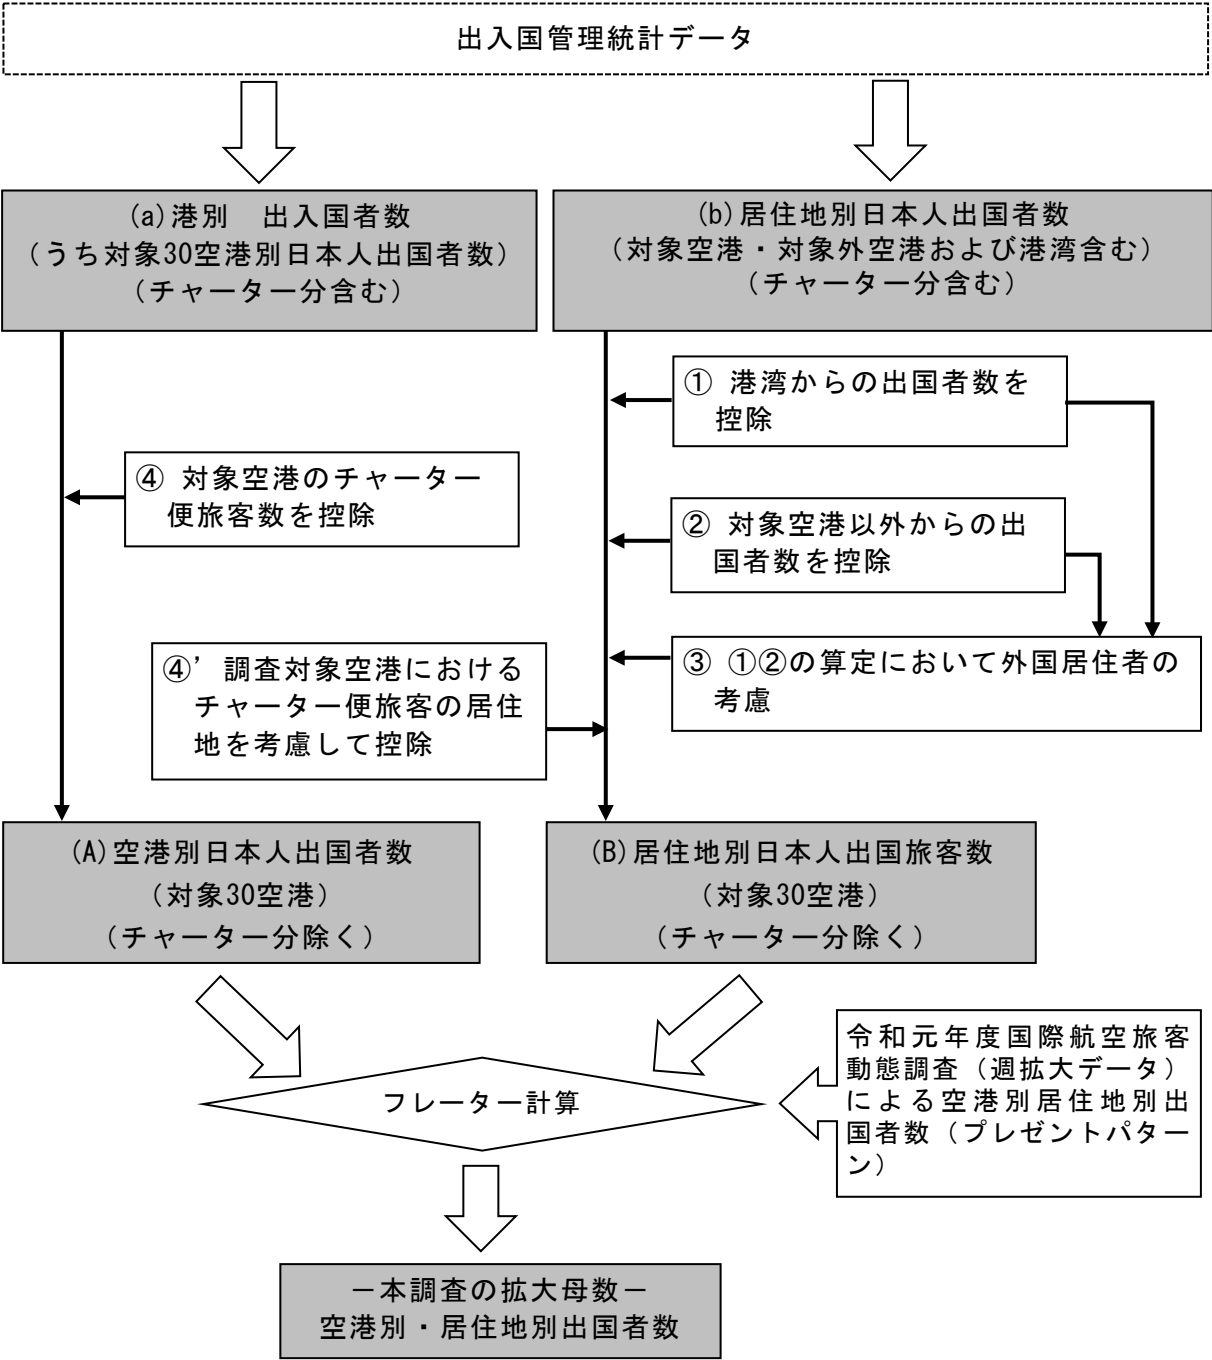 出入国管理統計データ
(a)港別　出入国者数
（うち対象30空港別日本人出国者数）
（チャーター分含む）
(b)居住地別日本人出国者数
（対象空港・対象外空港および港湾含む）
（チャーター分含む）
① 港湾からの出国者数を
控除
④ 対象空港のチャーター
便旅客数を控除
② 対象空港以外からの出
国者数を控除
④’ 調査対象空港における
チャーター便旅客の居住
地を考慮して控除
③ ①②の算定において外国居住者の
考慮
(A)空港別日本人出国者数
（対象30空港）
（チャーター分除く）
(B)居住地別日本人出国旅客数
（対象30空港）
（チャーター分除く）
令和元年度国際航空旅客
動態調査（週拡大データ）
による空港別居住地別出
国者数（プレゼントパター
ン）
フレーター計算
－本調査の拡大母数－
空港別・居住地別出国者数